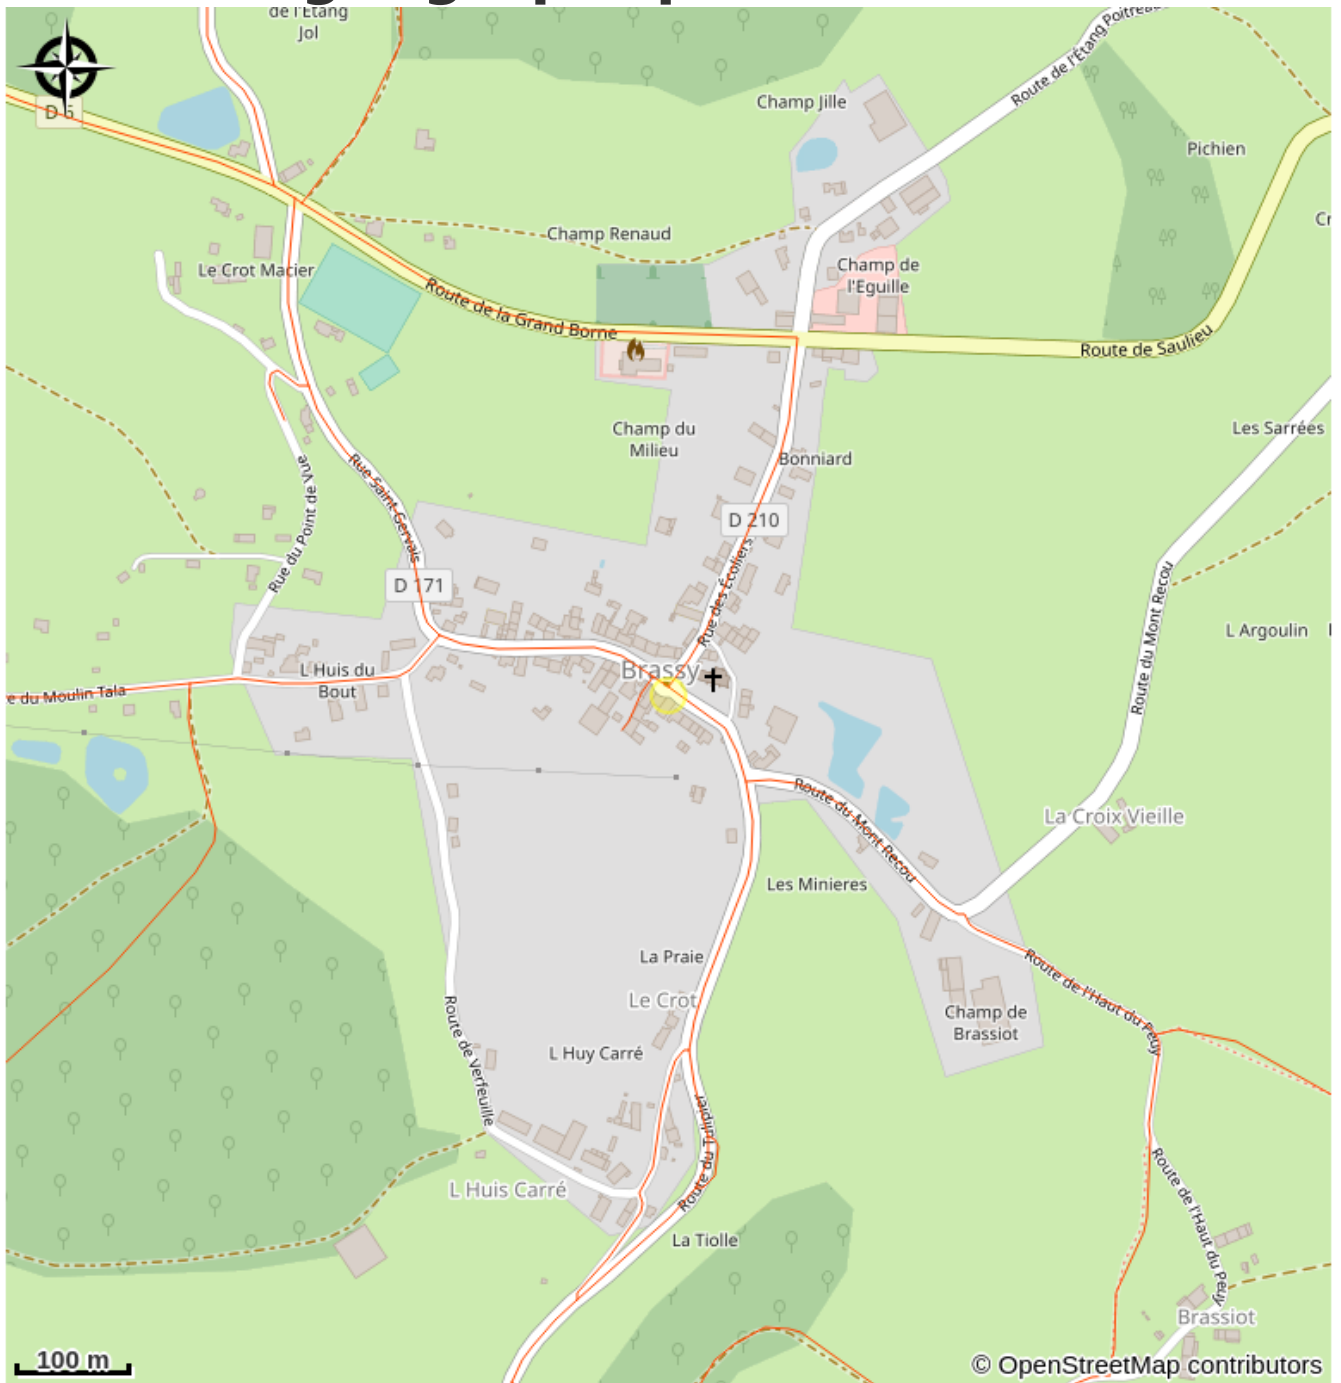 de l'Étang
Jol
Route de l'Étang Poitreau
D 6
Champ Jille
Pichien
Cr
Champ Renaud
Le Crot Macier
Champ de
l'Eguille
Route de la Grand Borne
Route de Saulieu
Champ du
Milieu
Bonniard
Les Sarrées
Rue Saint Gervais
Rue du Point de Vue
D 210
D 171
Rue des Écoliers
Route du Mont Recou
L Argoulin
L Huis du
Bout
Brassy
e du Moulin Tala
Route du Mont Recou
La Croix Vieille
Les Minieres
La Praie
Le Crot
Route de l'Haut du Peuy
Champ de
Brassiot
L Huy Carré
Route de Verfeuille
Route du Tulipier
Route de l'Haut du Peuy
L Huis Carré
La Tiolle
Brassiot
100 m
© OpenStreetMap contributors